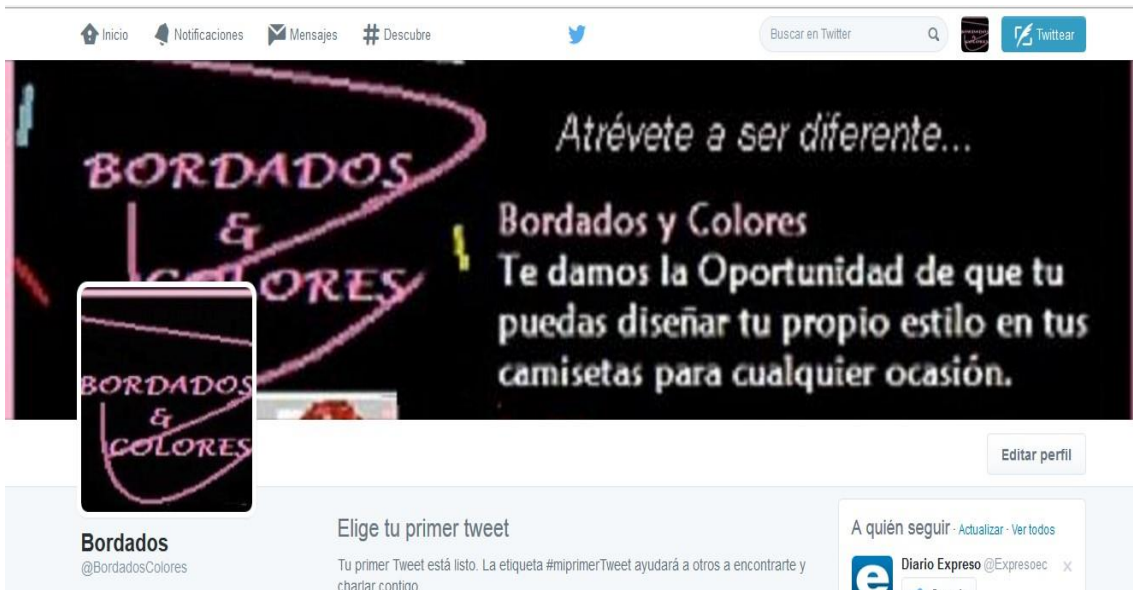 Inicio Notificaciones Mensajes # Descubre Buscar en Twitter Twittear
BORDADOS
&
COLORES
Atrévete a ser diferente...
Bordados y Colores
Te damos la Oportunidad de que tu
puedas diseñar tu propio estilo en tus
camisetas para cualquier ocasión.
BORDADOS
&
COLORES
Editar perfil
Bordados
@BordadosColores
Elige tu primer tweet
Tu primer Tweet está listo. La etiqueta #miprimerTweet ayudará a otros a encontrarte y
charlar contigo
A quién seguir · Actualizar · Ver todos
Diario Expreso @Expresoec x
e